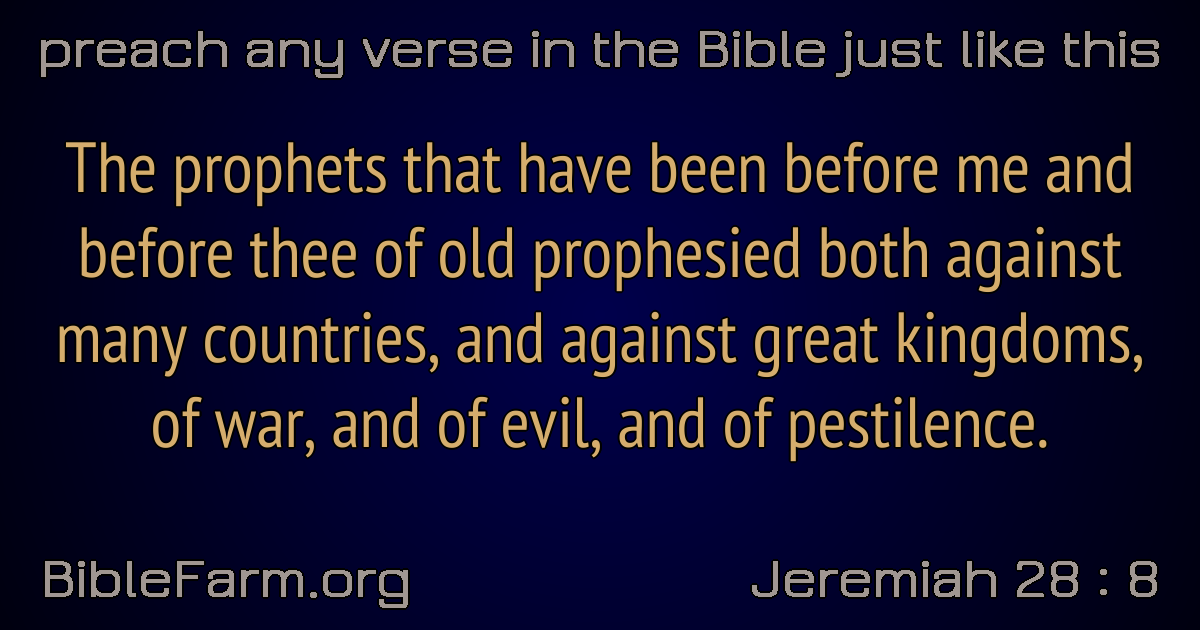 preach any verse in the Bible just like this
The prophets that have been before me and
before thee of old prophesied both against
many countries, and against great kingdoms,
of war, and of evil, and of pestilence.
BibleFarm.org
Jeremiah 28 : 8